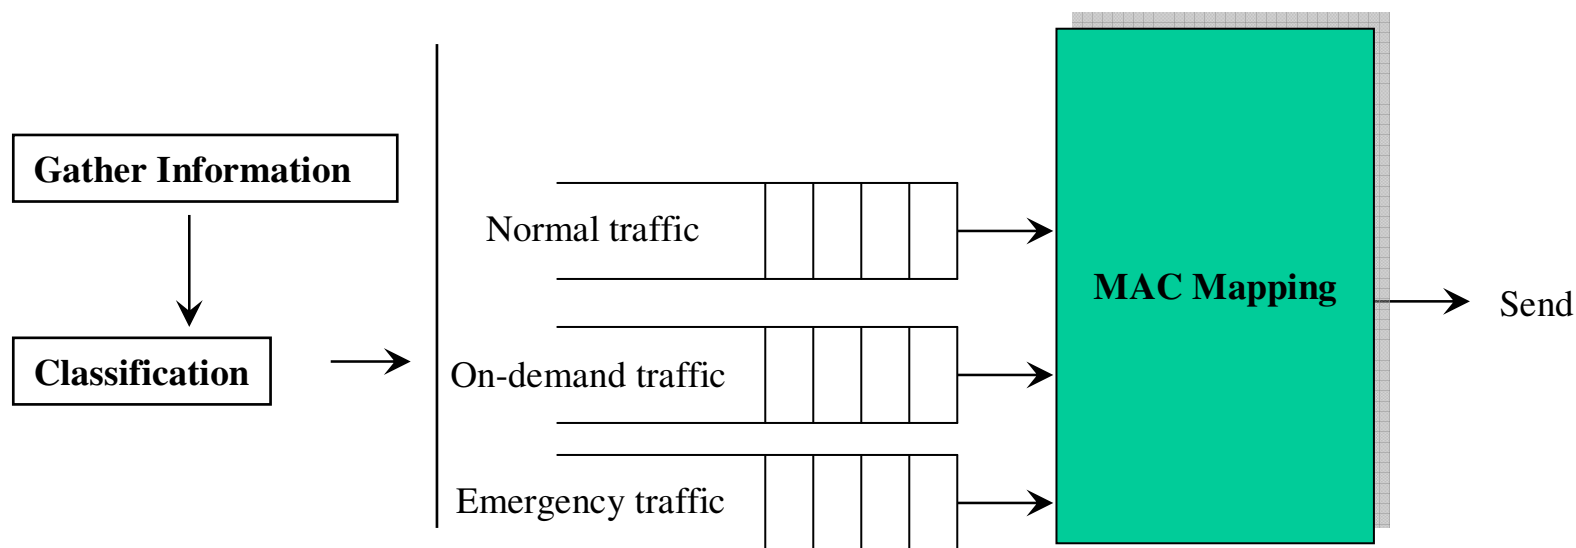 Gather Information
Classification
Normal traffic
On-demand traffic
Emergency traffic
MAC Mapping
Send